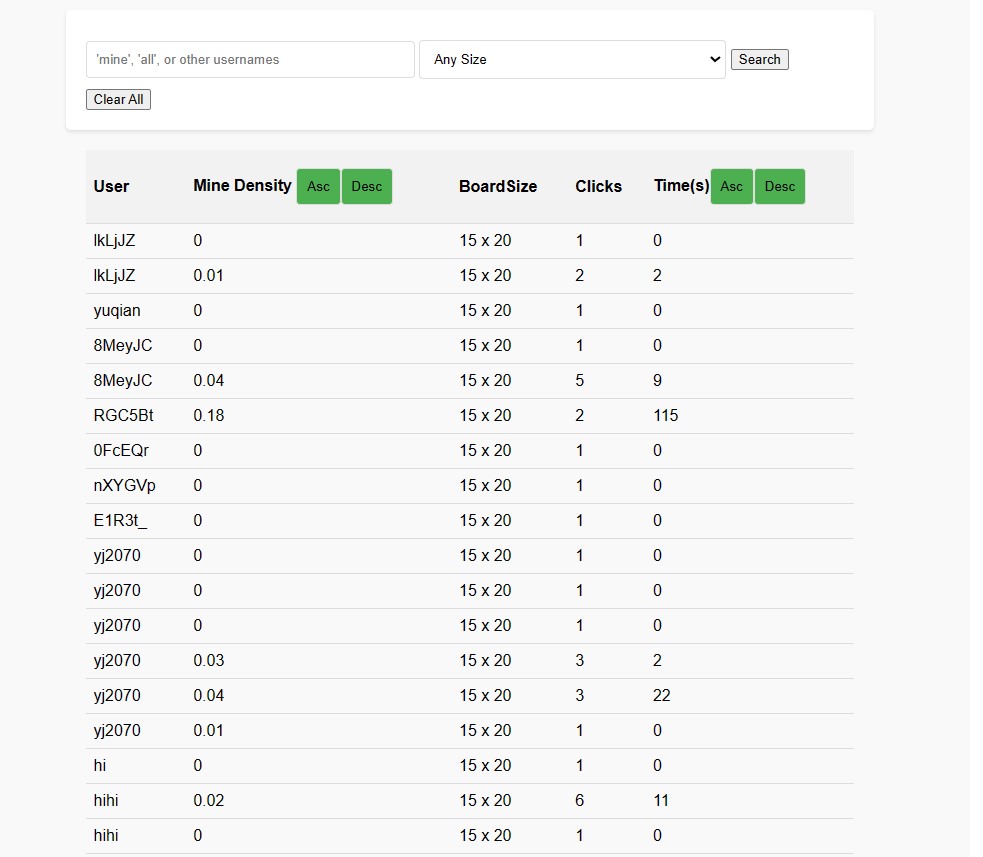 'mine', 'all', or other usernames Any Size Search
Clear All
User Mine Density Asc Desc BoardSize Clicks Time(s) Asc Desc
lkLjJZ 0 15 x 20 1 0
lkLjJZ 0.01 15 x 20 2 2
yuqian 0 15 x 20 1 0
8MeyJC 0 15 x 20 1 0
8MeyJC 0.04 15 x 20 5 9
RGC5Bt 0.18 15 x 20 2 115
0FcEQr 0 15 x 20 1 0
nXYGVp 0 15 x 20 1 0
E1R3t_ 0 15 x 20 1 0
yj2070 0 15 x 20 1 0
yj2070 0 15 x 20 1 0
yj2070 0 15 x 20 1 0
yj2070 0.03 15 x 20 3 2
yj2070 0.04 15 x 20 3 22
yj2070 0.01 15 x 20 1 0
hi 0 15 x 20 1 0
hihi 0.02 15 x 20 6 11
hihi 0 15 x 20 1 0